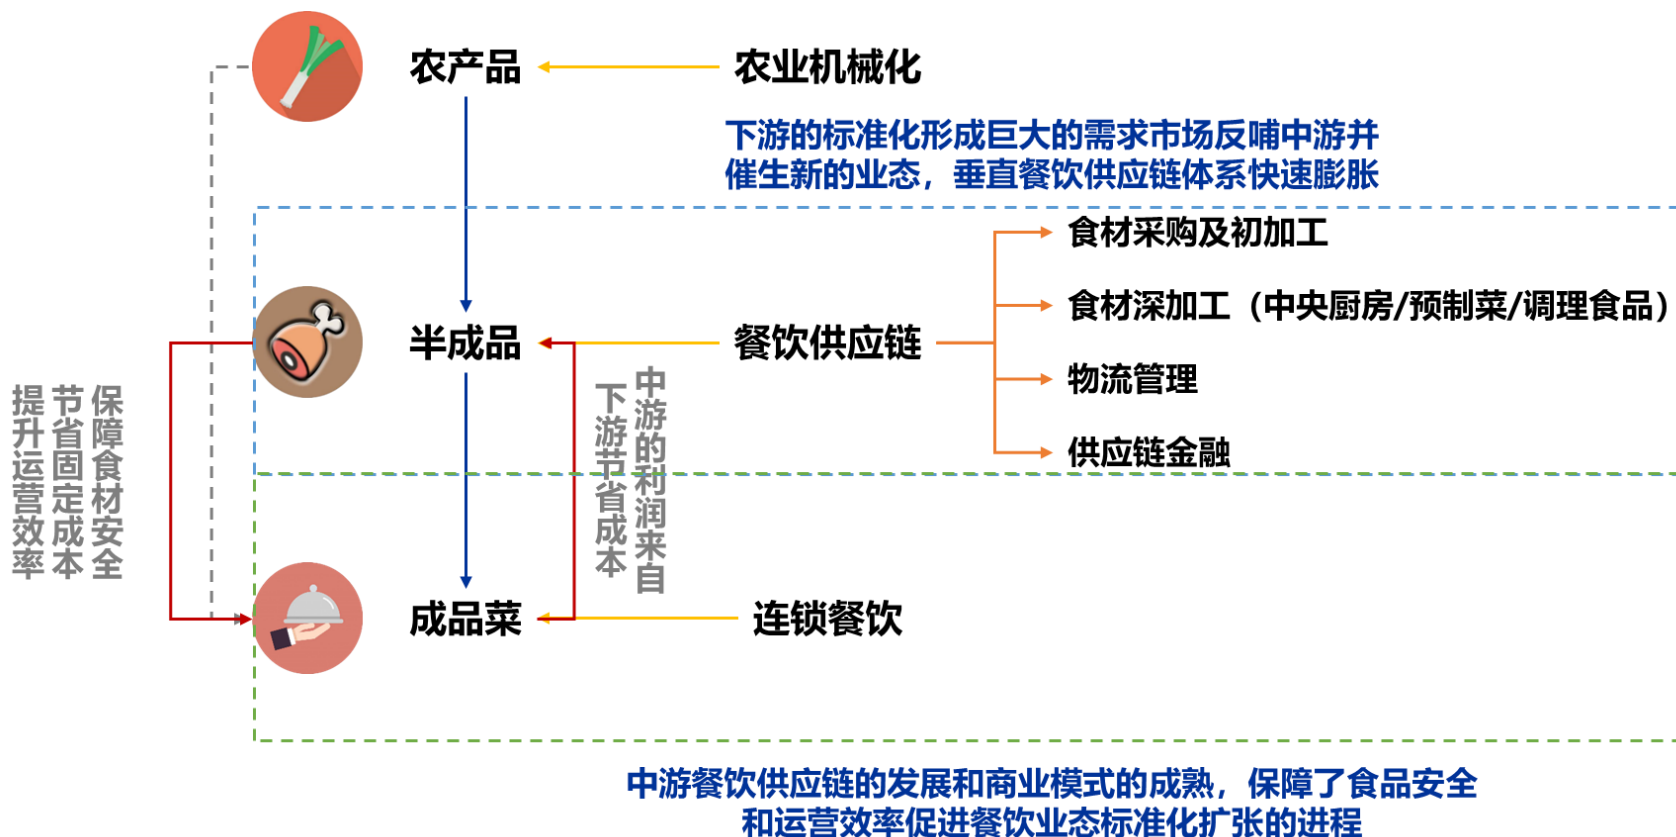 农产品
农业机械化
下游的标准化形成巨大的需求市场反哺中游并
催生新的业态，垂直餐饮供应链体系快速膨胀
食材采购及初加工
食材深加工（中央厨房/预制菜/调理食品）
半成品
餐饮供应链
物流管理
供应链金融
保障食材安全
节省固定成本
提升运营效率
中游的利润来自
下游节省成本
成品菜
连锁餐饮
中游餐饮供应链的发展和商业模式的成熟，保障了食品安全
和运营效率促进餐饮业态标准化扩张的进程